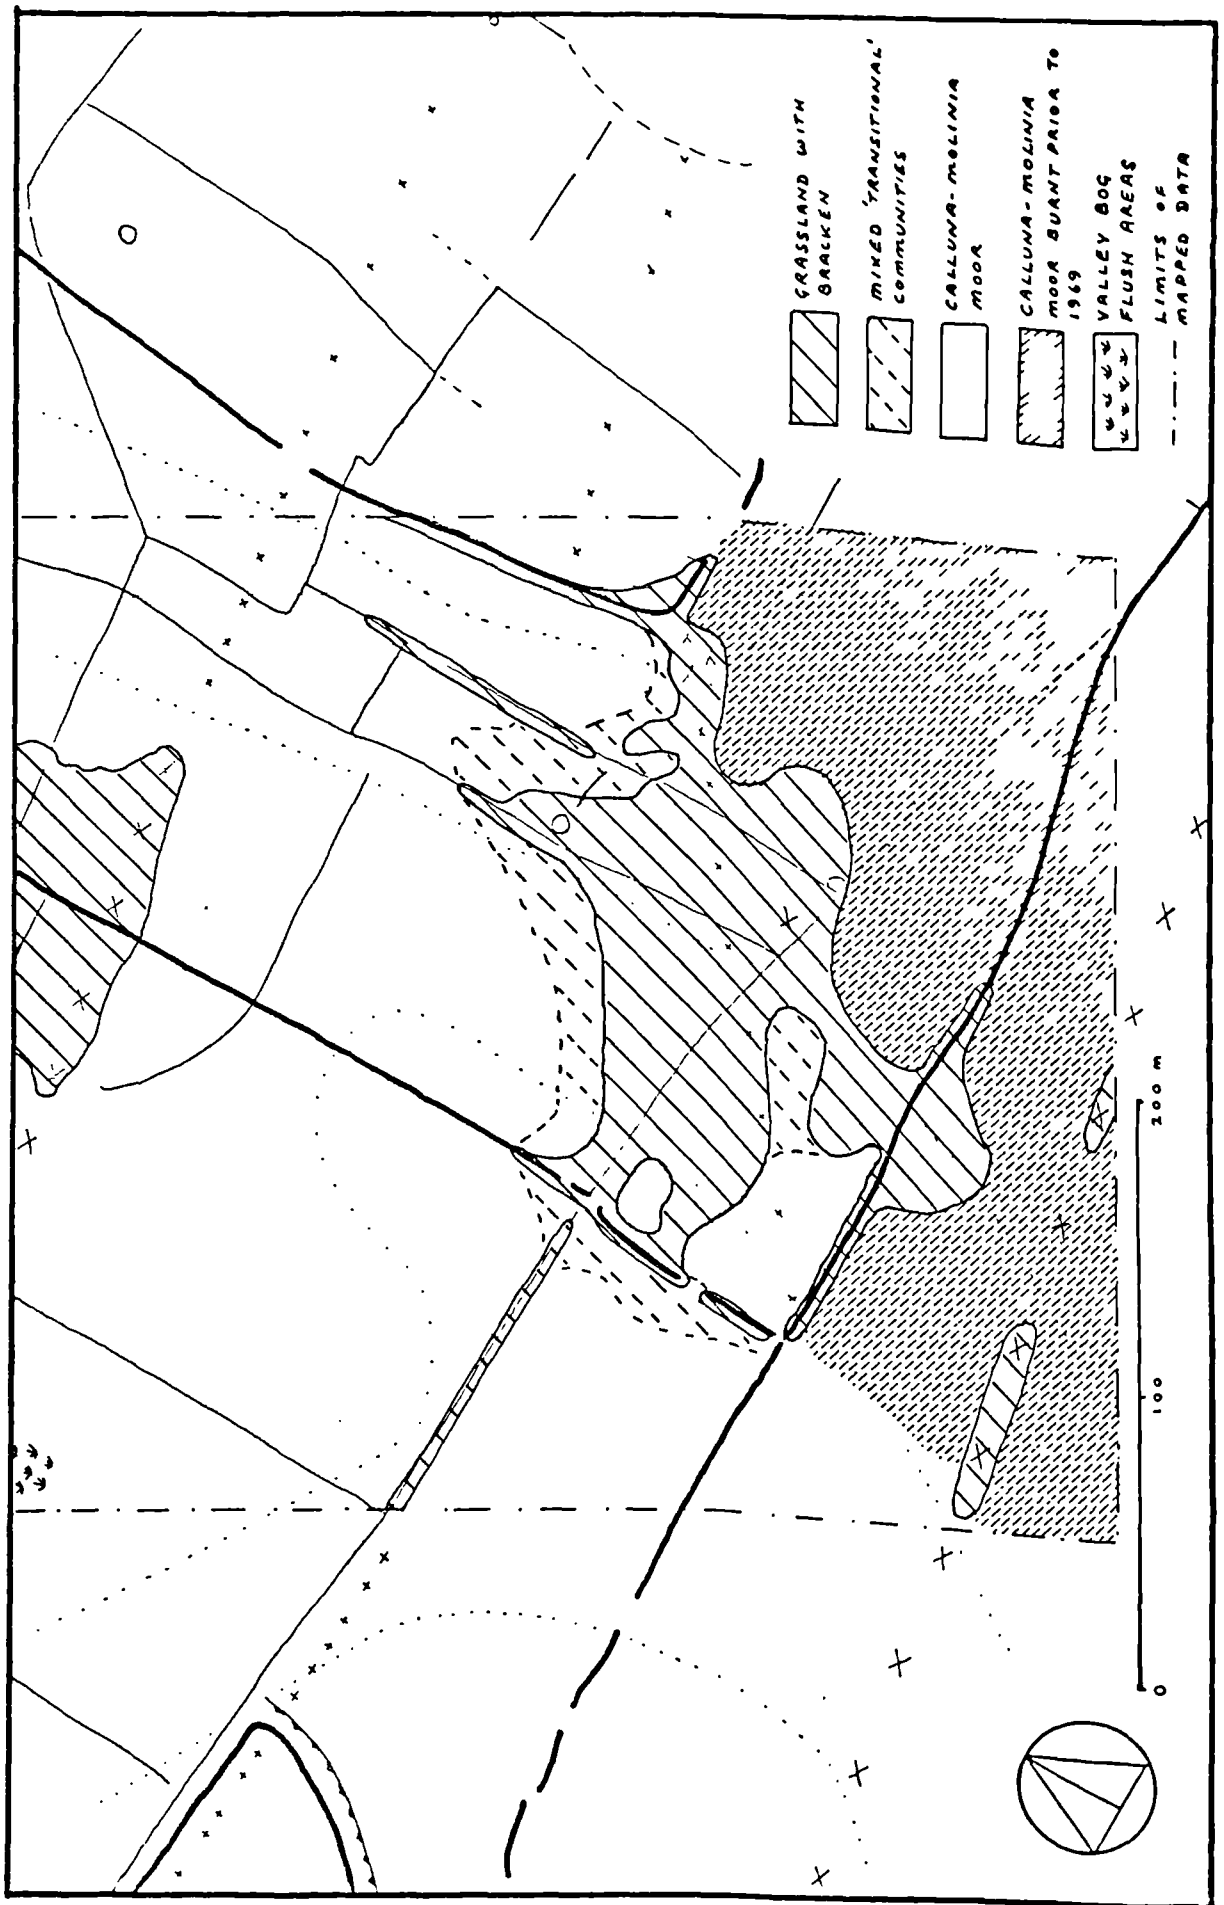 GRASSLAND WITH
BRACKEN
MIXED 'TRANSITIONAL'
COMMUNITIES
CALLUNA-MOLINIA
MOOR
CALLUNA-MOLINIA
MOOR BURNT PRIOR TO
1969
VALLEY BOG
FLUSH AREAS
LIMITS OF
MAPPED DATA
0 100 200 m